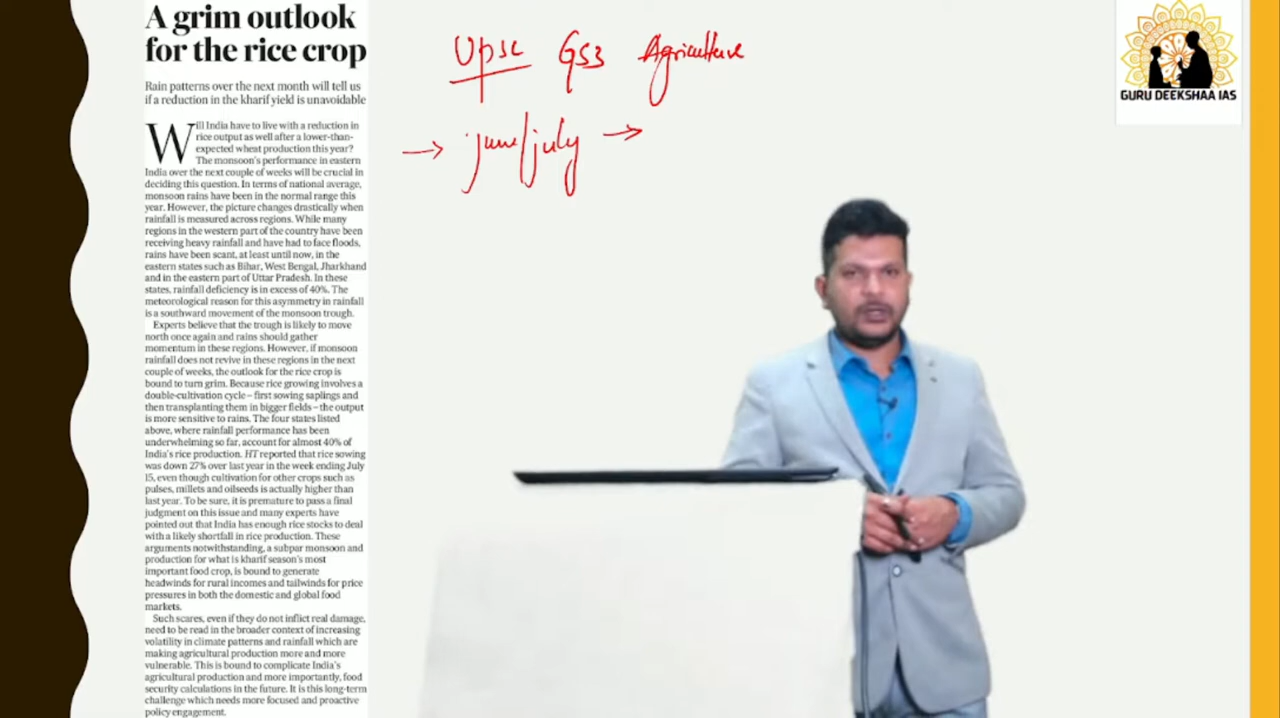 A grim outlook
for the rice crop
Rain patterns over the next month will tell us
if a reduction in the kharif yield is unavoidable
Will India have to live with a reduction in
rice output as well after a lower-than-
expected wheat production this year?
The monsoon's performance in eastern
India over the next couple of weeks will be crucial in
deciding this question. In terms of national average,
monsoon rains have been in the normal range this
year. However, the picture changes drastically when
rainfall is measured across regions. While many
regions in the western part of the country have been
receiving heavy rainfall and have had to face floods,
rains have been scant, at least until now, in the
eastern states such as Bihar, West Bengal, Jharkhand
and in the eastern part of Uttar Pradesh. In these
states, rainfall deficiency is in excess of 40%. The
meteorological reason for this asymmetry in rainfall
is a southward movement of the monsoon trough.
Experts believe that the trough is likely to move
north once again and rains should gather
momentum in these regions. However, if monsoon
rainfall does not revive in these regions in the next
couple of weeks, the outlook for the rice crop is
bound to turn grim. Because rice growing involves a
double-cultivation cycle – first sowing saplings and
then transplanting them in bigger fields – the output
is more sensitive to rains. The four states listed
above, where rainfall performance has been
underwhelming so far, account for almost 40% of
India's rice production. HT reported that rice sowing
was down 27% over last year in the week ending July
15, even though cultivation for other crops such as
pulses, millets and oilseeds is actually higher than
last year. To be sure, it is premature to pass a final
judgment on this issue and many experts have
pointed out that India has enough rice stocks to deal
with a likely shortfall in rice production. These
arguments notwithstanding, a subpar monsoon and
production for what is kharif season's most
important food crop, is bound to generate
headwinds for rural incomes and tailwinds for price
pressures in both the domestic and global food
markets.
Such scares, even if they do not inflict real damage,
need to be read in the broader context of increasing
volatility in climate patterns and rainfall which are
making agricultural production more and more
vulnerable. This is bound to complicate India's
agricultural production and more importantly, food
security calculations in the future. It is this long-term
challenge which needs more focused and proactive
policy engagement.
UPSC GS3 Agriculture
→ june/july →
GURU DEEKSHAA IAS